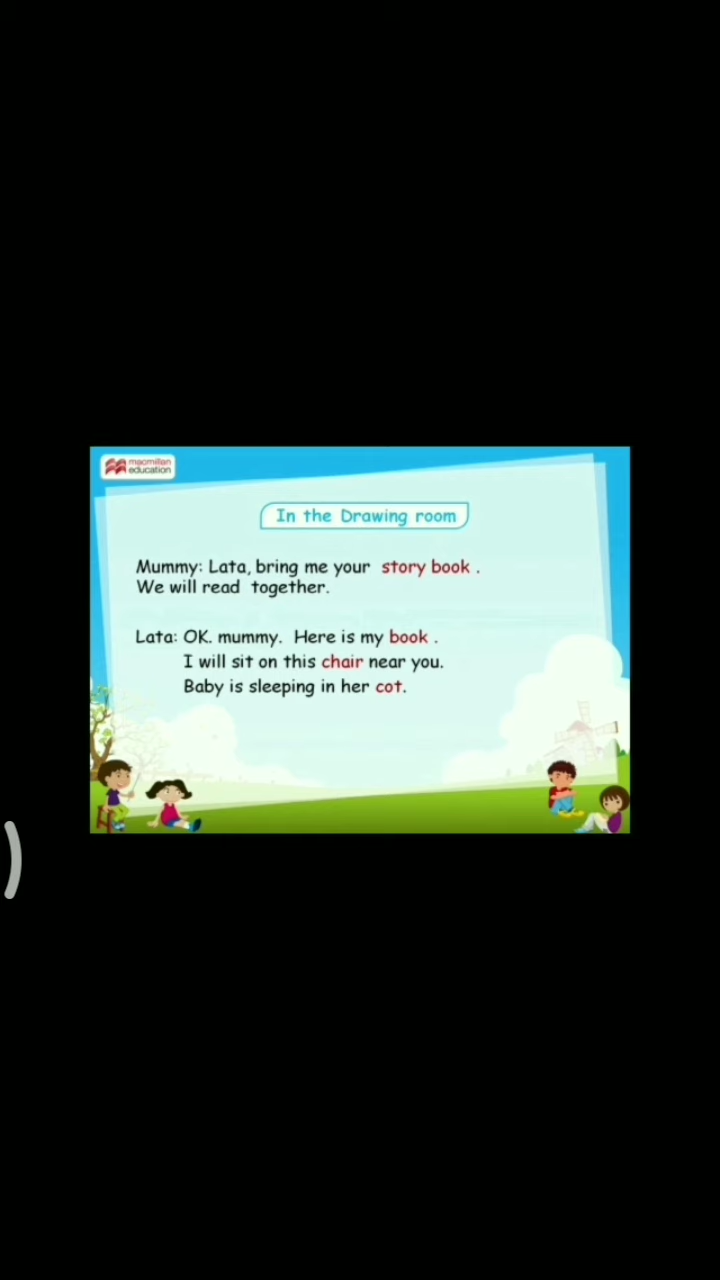 macmillan
education
In the Drawing room
Mummy: Lata, bring me your story book .
We will read together.
Lata: OK. mummy. Here is my book .
I will sit on this chair near you.
Baby is sleeping in her cot.